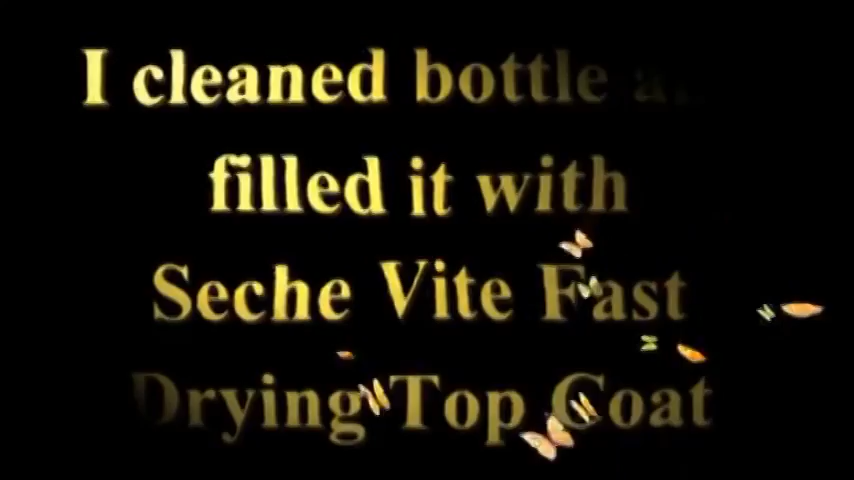 I cleaned bottle
filled it with
Seche Vite Fast
Drying Top Coat